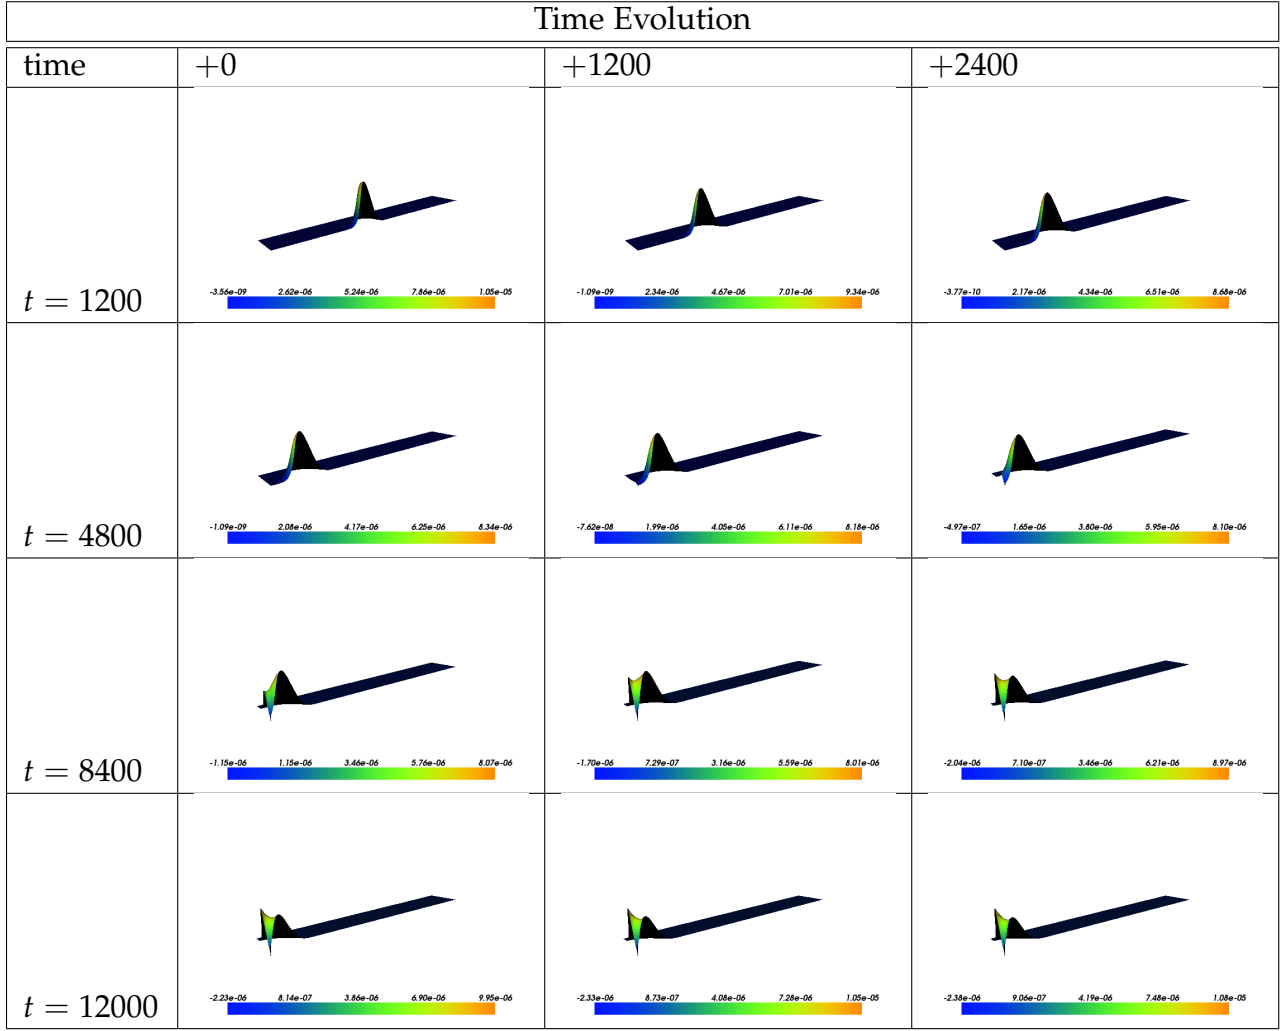 Time Evolution
time +0 +1200 +2400
t = 1200
-3.56e-09 2.62e-06 5.24e-06 7.86e-06 1.05e-05
-1.09e-09 2.34e-06 4.67e-06 7.01e-06 9.34e-06
-3.77e-10 2.17e-06 4.34e-06 6.51e-06 8.68e-06
t = 4800
-1.09e-09 2.08e-06 4.17e-06 6.25e-06 8.34e-06
-7.62e-08 1.99e-06 4.05e-06 6.11e-06 8.18e-06
-4.97e-07 1.65e-06 3.80e-06 5.95e-06 8.10e-06
t = 8400
-1.15e-06 1.15e-06 3.46e-06 5.76e-06 8.07e-06
-1.70e-06 7.29e-07 3.16e-06 5.59e-06 8.01e-06
-2.04e-06 7.10e-07 3.46e-06 6.21e-06 8.97e-06
t = 12000
-2.23e-06 8.14e-07 3.86e-06 6.90e-06 9.95e-06
-2.33e-06 8.73e-07 4.08e-06 7.28e-06 1.05e-05
-2.38e-06 9.06e-07 4.19e-06 7.48e-06 1.08e-05